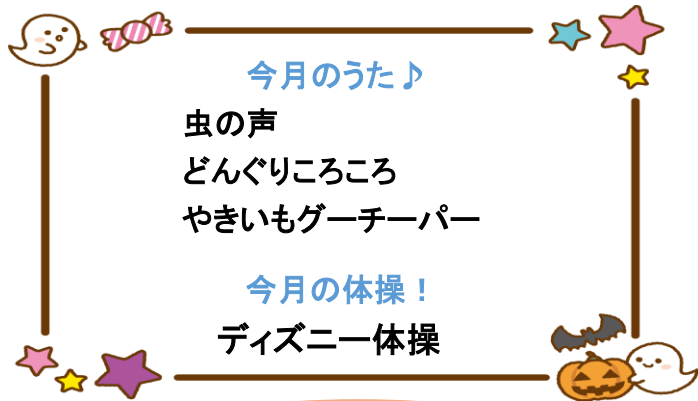 今月のうた♪
虫の声
どんぐりころころ
やきいもグーチーパー
今月の体操！
ディズニー体操